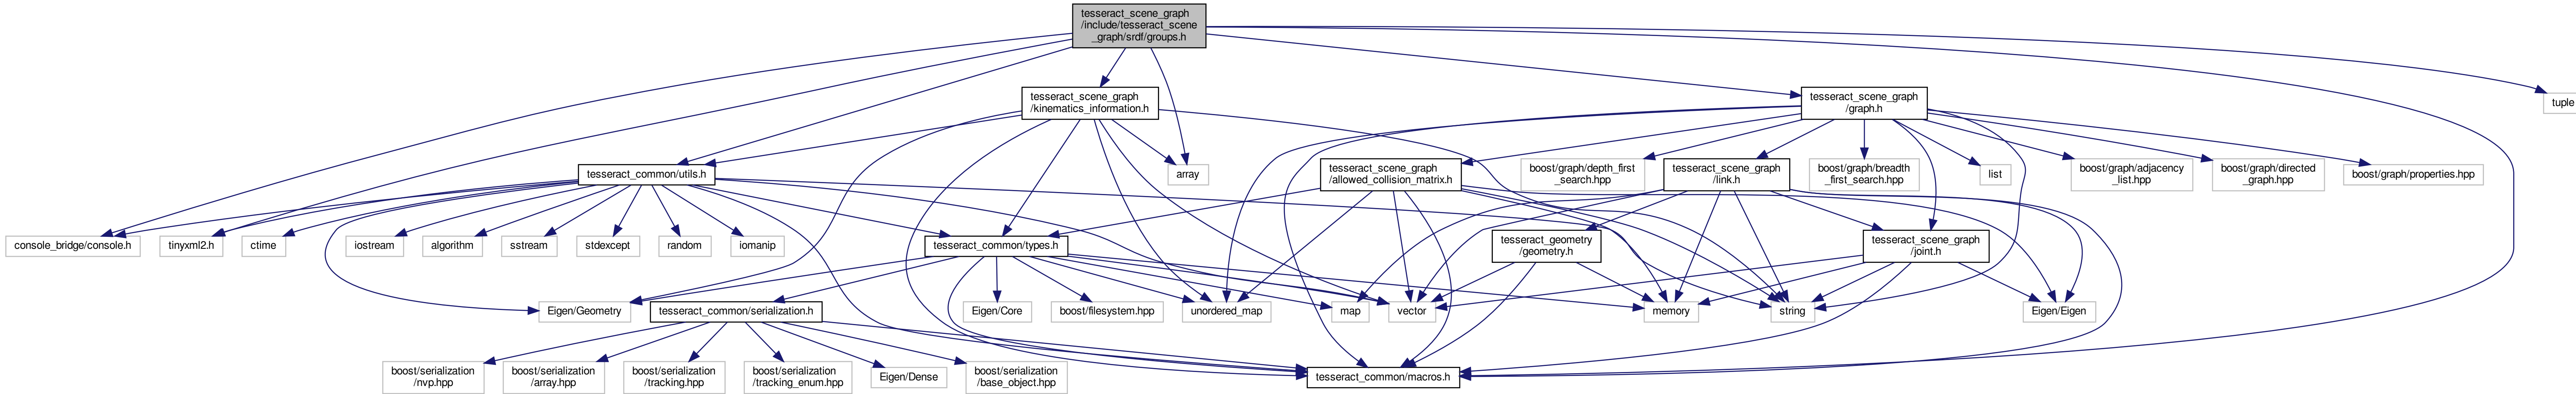 tesseract_scene_graph
/include/tesseract_scene
_graph/srdf/groups.h
tesseract_scene_graph
/kinematics_information.h
tesseract_scene_graph
/graph.h
tuple
tesseract_common/utils.h
array
tesseract_scene_graph
/allowed_collision_matrix.h
boost/graph/depth_first
_search.hpp
tesseract_scene_graph
/link.h
boost/graph/breadth
_first_search.hpp
list
boost/graph/adjacency
_list.hpp
boost/graph/directed
_graph.hpp
boost/graph/properties.hpp
console_bridge/console.h
tinyxml2.h
ctime
iostream
algorithm
sstream
stdexcept
random
iomanip
tesseract_common/types.h
tesseract_geometry
/geometry.h
tesseract_scene_graph
/joint.h
Eigen/Geometry
tesseract_common/serialization.h
Eigen/Core
boost/filesystem.hpp
unordered_map
map
vector
memory
string
Eigen/Eigen
boost/serialization
/nvp.hpp
boost/serialization
/array.hpp
boost/serialization
/tracking.hpp
boost/serialization
/tracking_enum.hpp
Eigen/Dense
boost/serialization
/base_object.hpp
tesseract_common/macros.h